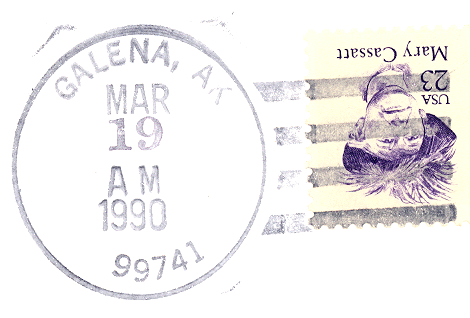 GALENA, AK
MAR
19
AM
1990
99741
Mary Cassatt
USA
23